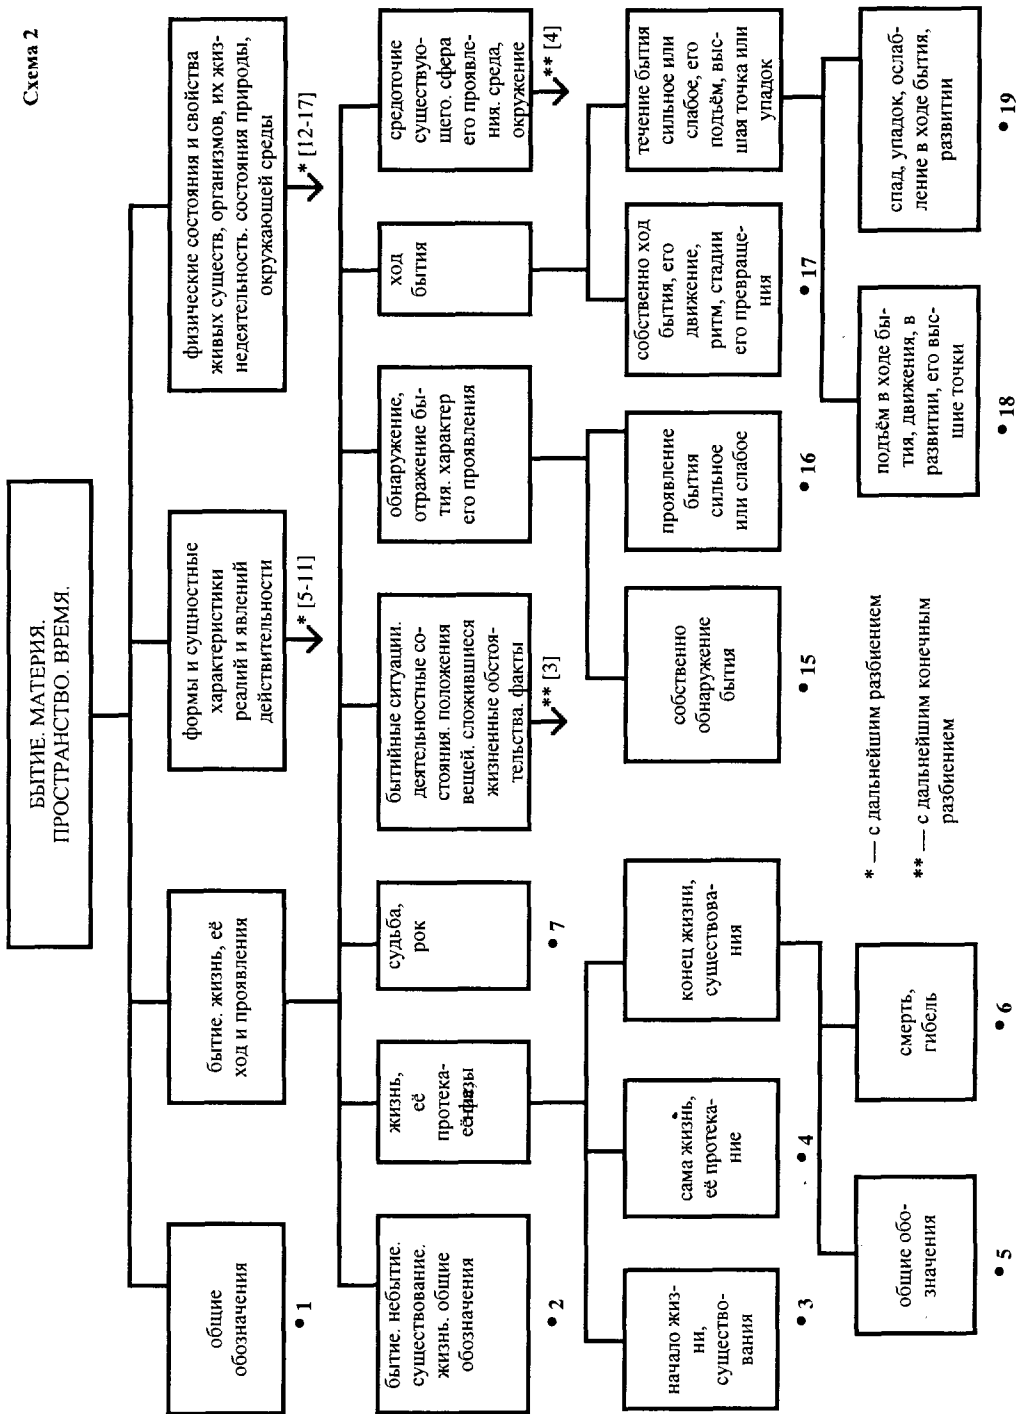 Схема 2
БЫТИЕ. МАТЕРИЯ.
ПРОСТРАНСТВО. ВРЕМЯ.
общие
обозначения
• 1
бытие. жизнь, её
ход и проявления
формы и сущностные
характеристики
реалий и явлений
действительности
* [5-11]
физические состояния и свойства
живых существ, организмов, их жиз-
недеятельность. состояния природы,
окружающей среды
* [12-17]
бытие. небытие.
существование.
жизнь. общие
обозначения
• 2
жизнь,
её
протека-
судьба,
рок
• 7
бытийные ситуации.
деятельностные со-
стояния. положения
вещей. сложившиеся
жизненные обстоя-
тельства. факты
** [3]
обнаружение,
отражение бы-
тия. характер
его проявления
ход
бытия
средоточие
существую-
щего. сфера
его проявле-
ния. среда,
окружение
** [4]
начало жиз-
ни,
существо-
вания
• 3
сама жизнь,
её протека-
ние
• 4
конец жизни,
существова-
ния
собственно
обнаружение
бытия
• 15
проявление
бытия
сильное
или слабое
• 16
собственно ход
бытия, его
движение,
ритм, стадии
его превраще-
ния
• 17
течение бытия
сильное или
слабое, его
подъём, выс-
шая точка или
упадок
общие обо-
значения
• 5
смерть,
гибель
• 6
* — с дальнейшим разбиением
** — с дальнейшим конечным
разбиением
подъём в ходе бы-
тия, движения, в
развитии, его выс-
шие точки
• 18
спад, упадок, ослаб-
ление в ходе бытия,
развитии
• 19